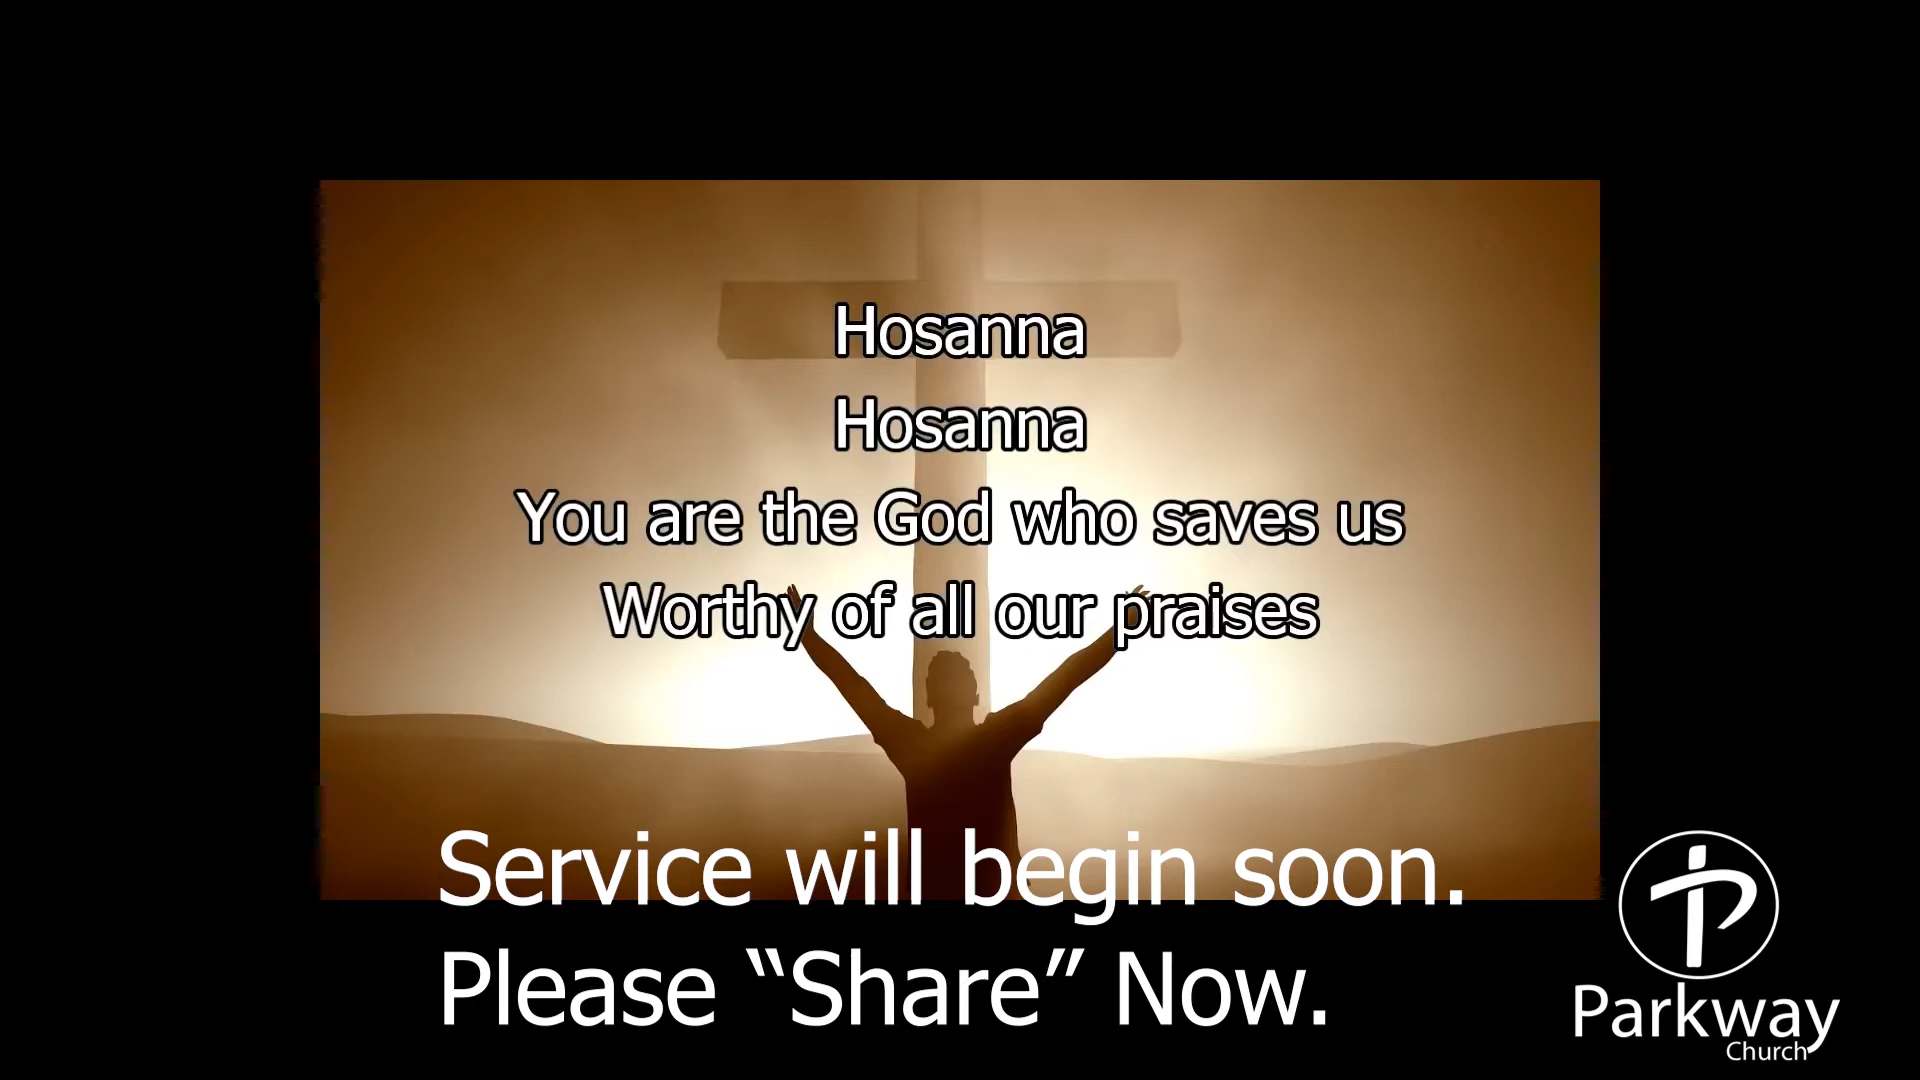 Hosanna
Hosanna
You are the God who saves us
Worthy of all our praises
Service will begin soon.
Please “Share” Now.
Parkway
Church